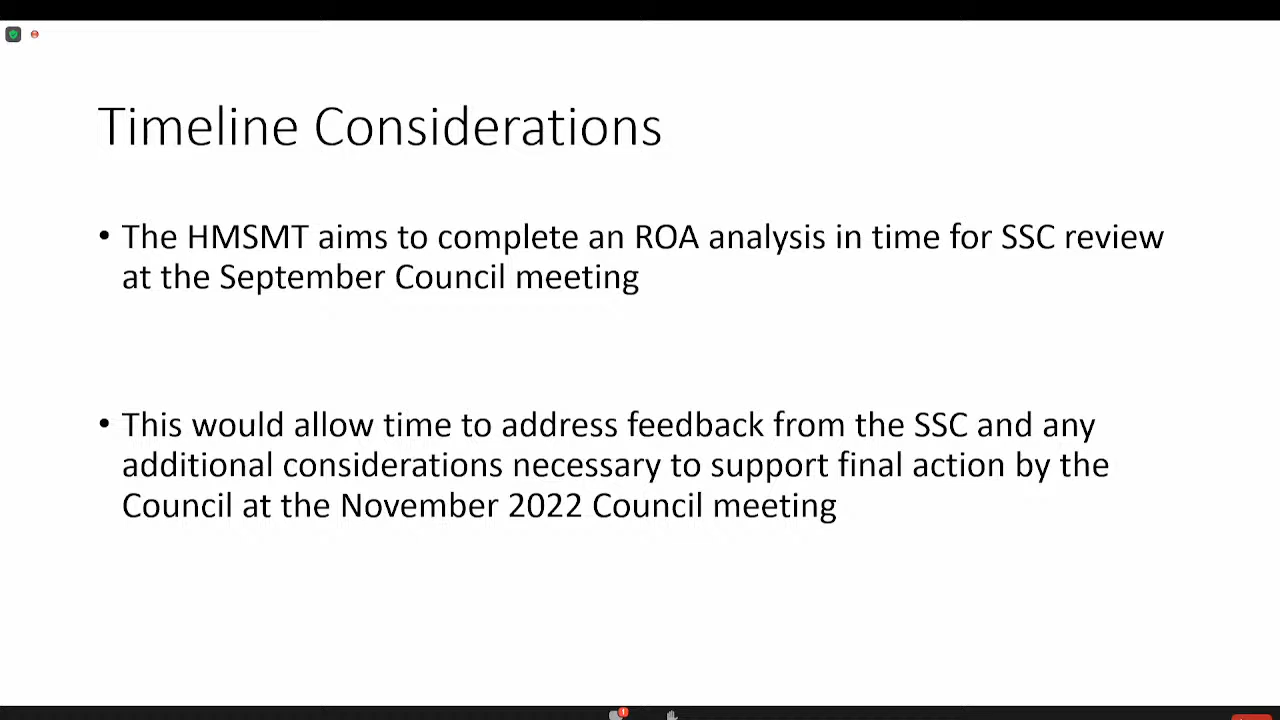 Timeline Considerations
• The HMSMT aims to complete an ROA analysis in time for SSC review
at the September Council meeting
• This would allow time to address feedback from the SSC and any
additional considerations necessary to support final action by the
Council at the November 2022 Council meeting